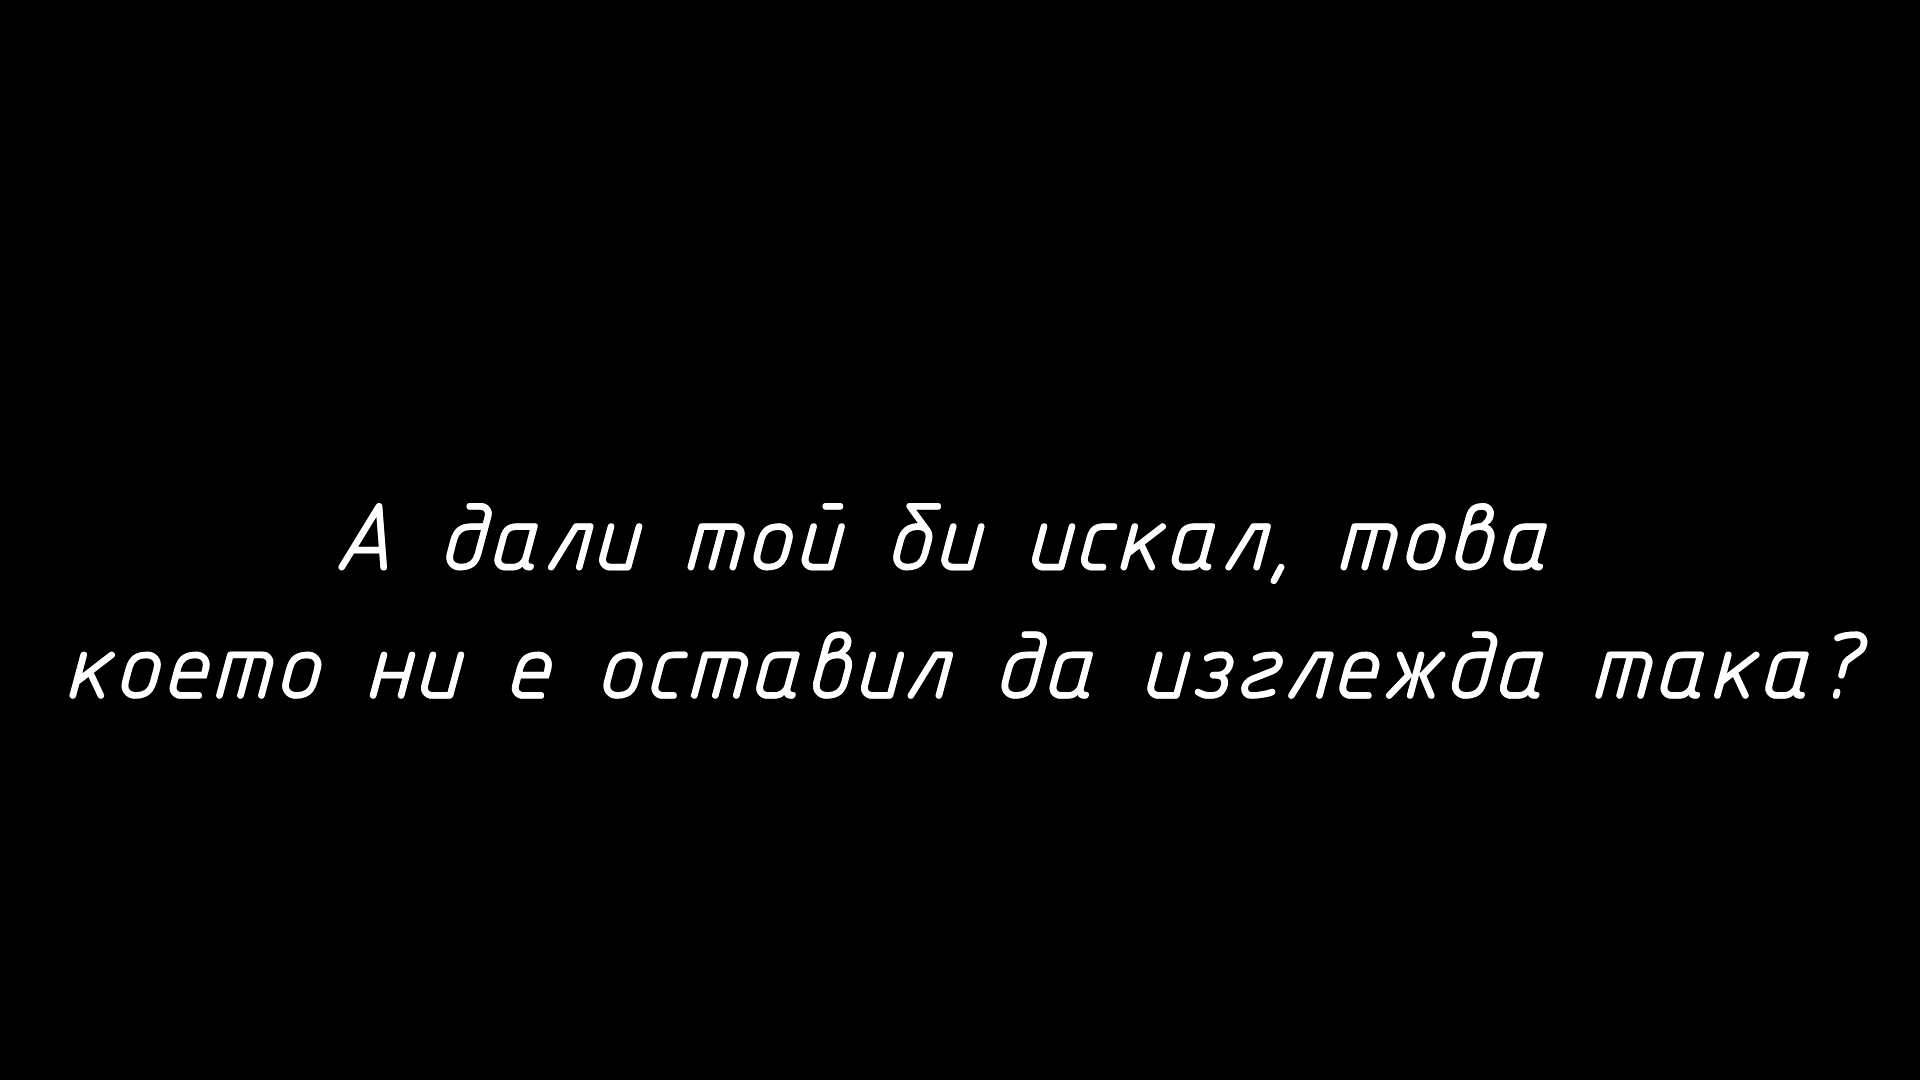 А дали той би искал, това
което ни е оставил да изглежда така?